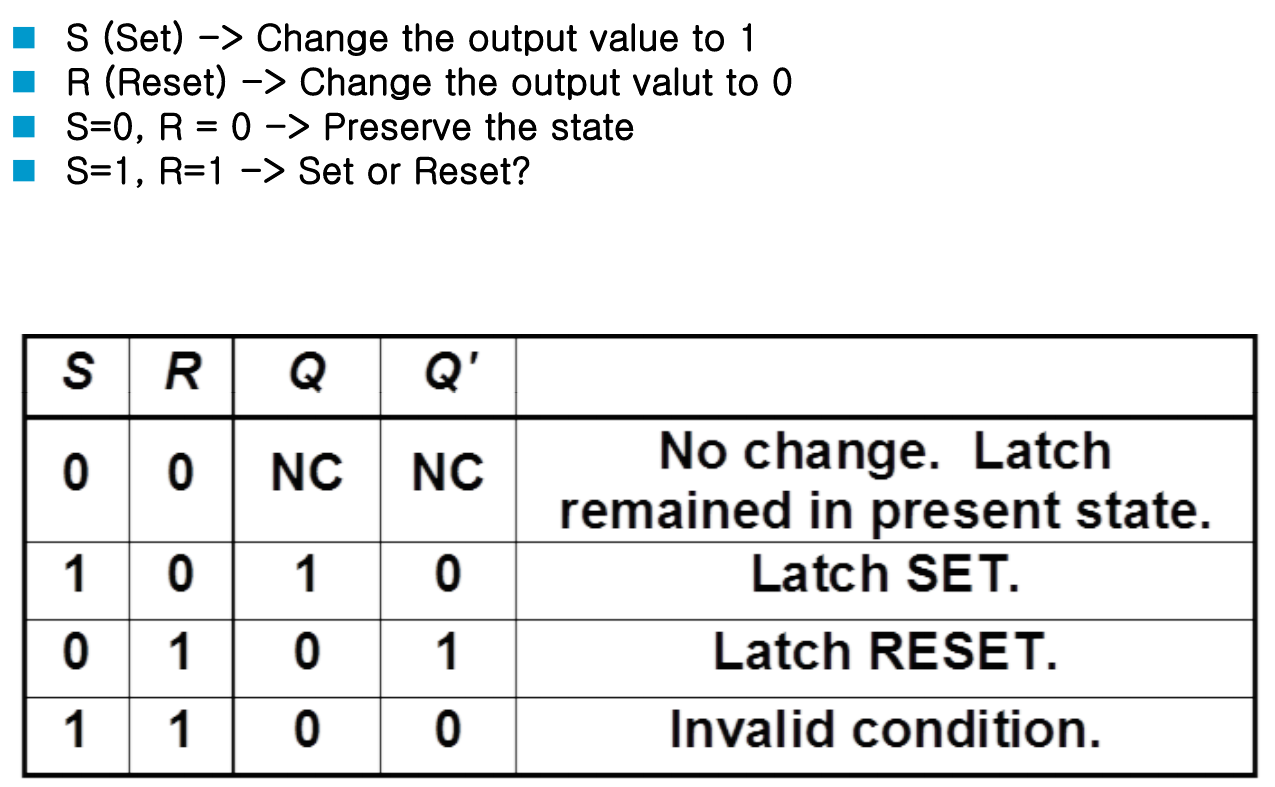 S (Set) -> Change the output value to 1
R (Reset) -> Change the output valut to 0
S=0, R = 0 -> Preserve the state
S=1, R=1 -> Set or Reset?
S R Q Q'
0 0 NC NC No change. Latch
remained in present state.
1 0 1 0 Latch SET.
0 1 0 1 Latch RESET.
1 1 0 0 Invalid condition.